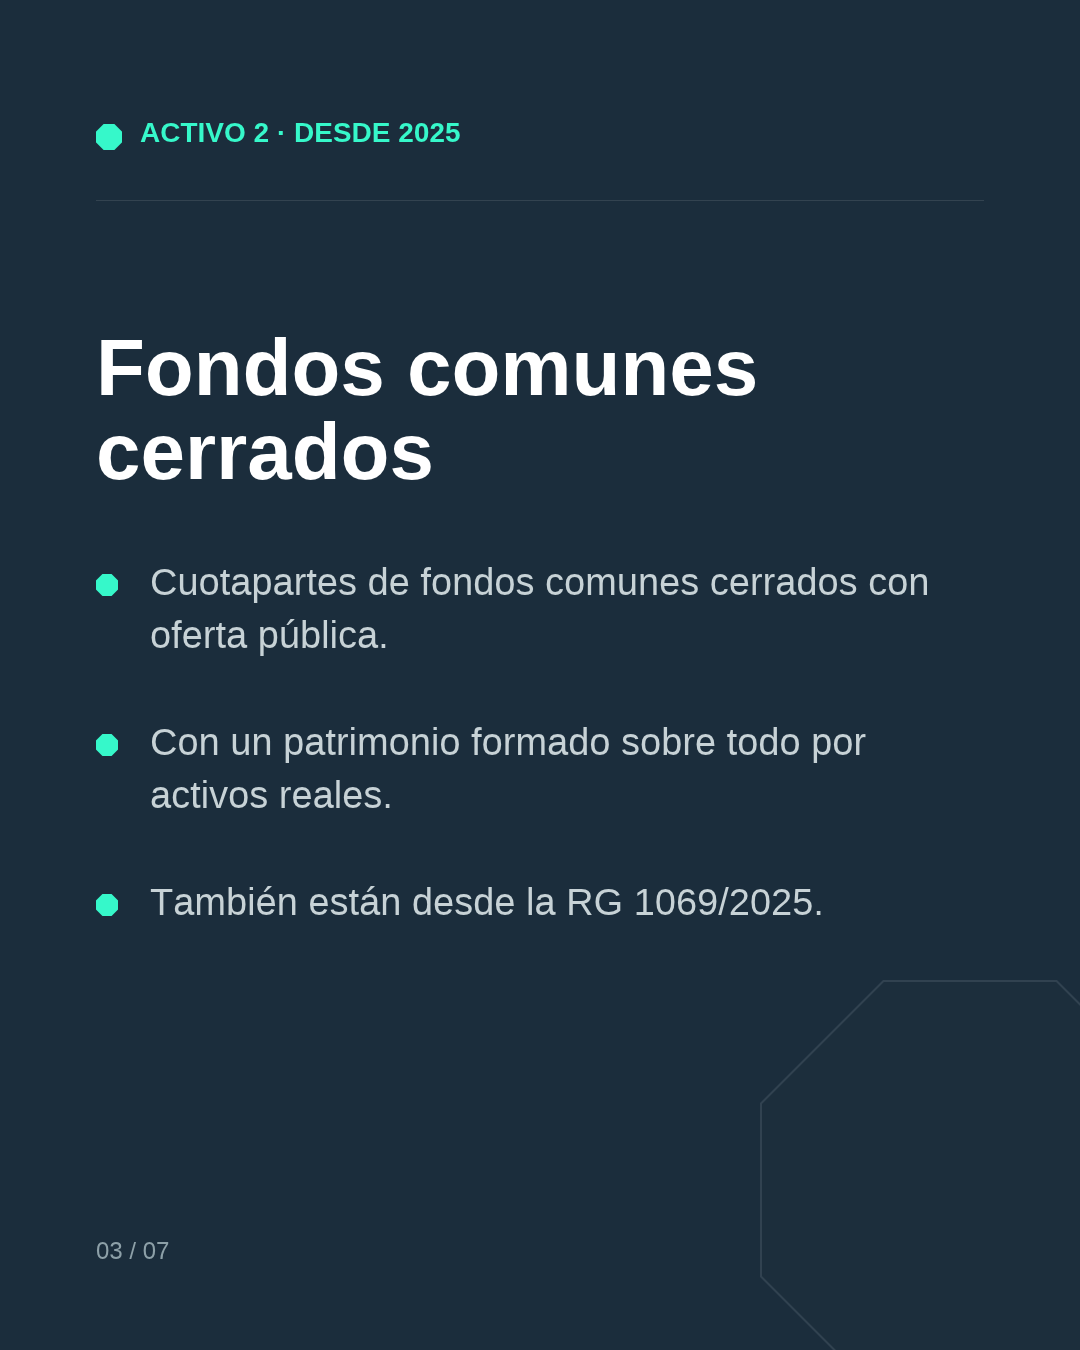 ACTIVO 2 · DESDE 2025
Fondos comunes
cerrados
Cuotapartes de fondos comunes cerrados con
oferta pública.
Con un patrimonio formado sobre todo por
activos reales.
También están desde la RG 1069/2025.
03 / 07